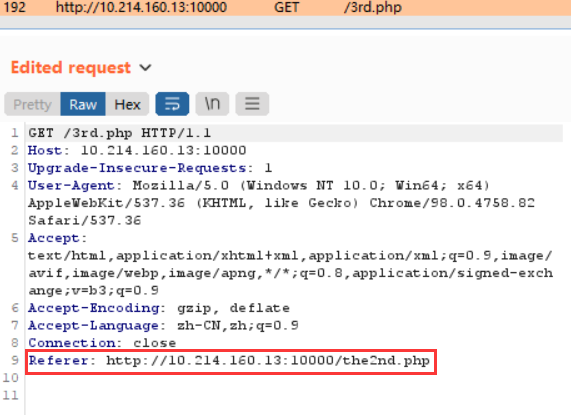 192 http://10.214.160.13:10000 GET /3rd.php
Edited request
Pretty Raw Hex \n
1 GET /3rd.php HTTP/1.1
2 Host: 10.214.160.13:10000
3 Upgrade-Insecure-Requests: 1
4 User-Agent: Mozilla/5.0 (Windows NT 10.0; Win64; x64)
AppleWebKit/537.36 (KHTML, like Gecko) Chrome/98.0.4758.82
Safari/537.36
5 Accept:
text/html,application/xhtml+xml,application/xml;q=0.9,image/
avif,image/webp,image/apng,*/*;q=0.8,application/signed-exch
ange;v=b3;q=0.9
6 Accept-Encoding: gzip, deflate
7 Accept-Language: zh-CN,zh;q=0.9
8 Connection: close
9 Referer: http://10.214.160.13:10000/the2nd.php
10
11